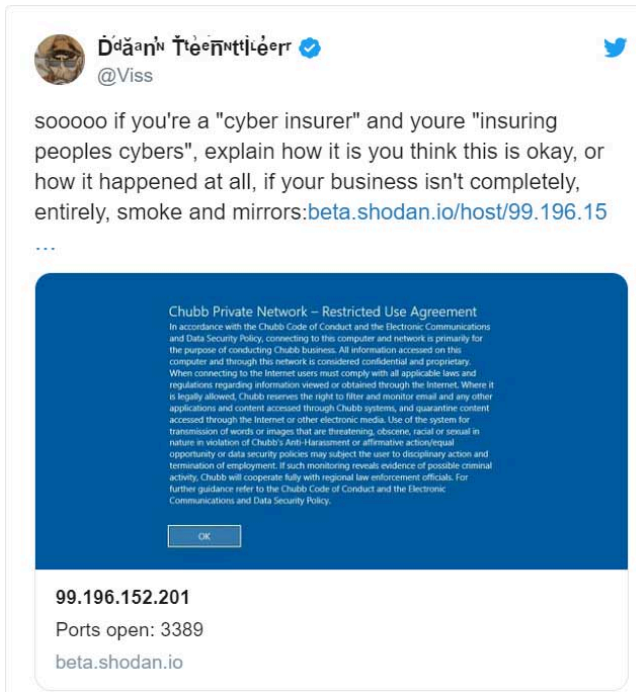 @Viss
sooooo if you're a "cyber insurer" and youre "insuring
peoples cybers", explain how it is you think this is okay, or
how it happened at all, if your business isn't completely,
entirely, smoke and mirrors:beta.shodan.io/host/99.196.15
...
Chubb Private Network – Restricted Use Agreement
In accordance with the Chubb Code of Conduct and the Electronic Communications
and Data Security Policy, connecting to this computer and network is primarily for
the purpose of conducting Chubb business. All information accessed on this
computer and through this network is considered confidential and proprietary.
When connecting to the Internet users must comply with all applicable laws and
regulations regarding information viewed or obtained through the Internet. Where it
is legally allowed, Chubb reserves the right to filter and monitor email and any other
applications and content accessed through Chubb systems, and quarantine content
accessed through the Internet or other electronic media. Use of the system for
transmission of words or images that are threatening, obscene, racial or sexual in
nature in violation of Chubb's Anti-Harassment or affirmative action/equal
opportunity or data security policies may subject the user to disciplinary action and
termination of employment. If such monitoring reveals evidence of possible criminal
activity, Chubb will cooperate fully with regional law enforcement officials. For
further guidance refer to the Chubb Code of Conduct and the Electronic
Communications and Data Security Policy.
OK
99.196.152.201
Ports open: 3389
beta.shodan.io